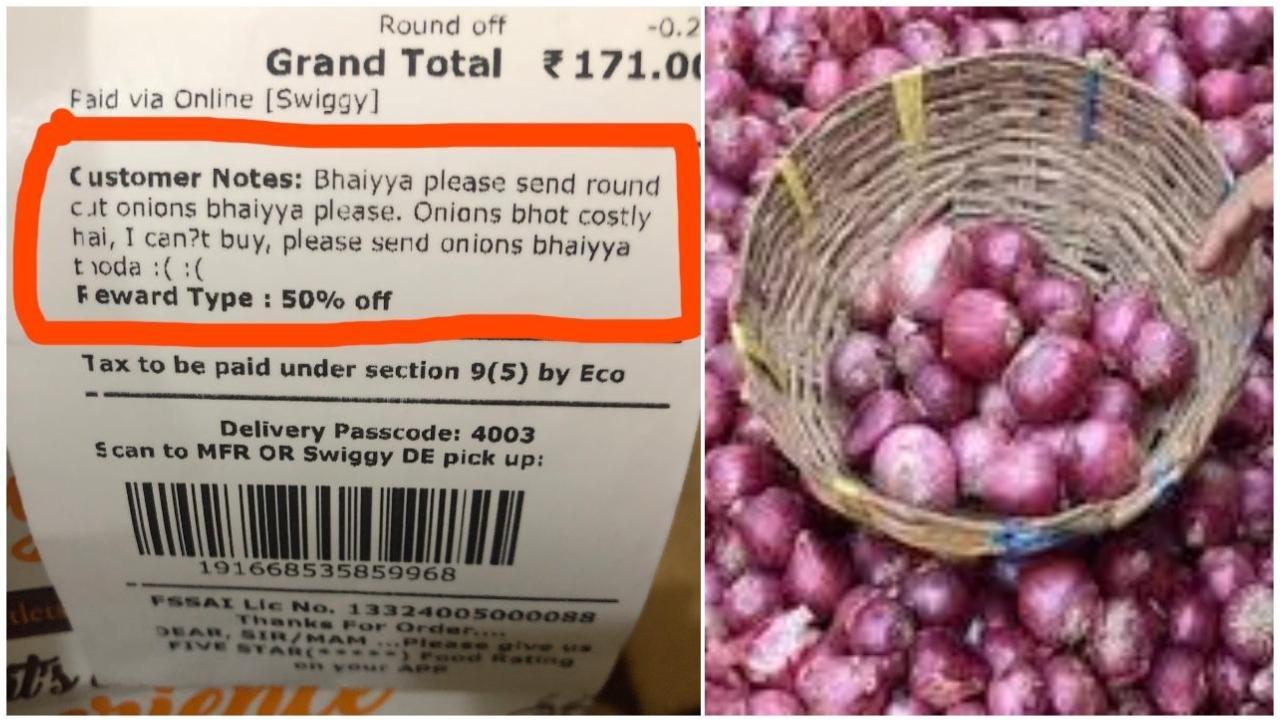 Round off -0.2
Grand Total ₹171.00
Paid via Online [Swiggy]
Customer Notes: Bhaiyya please send round
cut onions bhaiyya please. Onions bhot costly
hai, I can?t buy, please send onions bhaiyya
thoda :( :(
Reward Type : 50% off
Tax to be paid under section 9(5) by Eco
Delivery Passcode: 4003
Scan to MFR OR Swiggy DE pick up:
191668535859968
FSSAI Lic No. 13324005000088
Thanks For Order....
DEAR, SIR/MAM ...Please give us
FIVE STAR(*****) Food Rating
on your APP